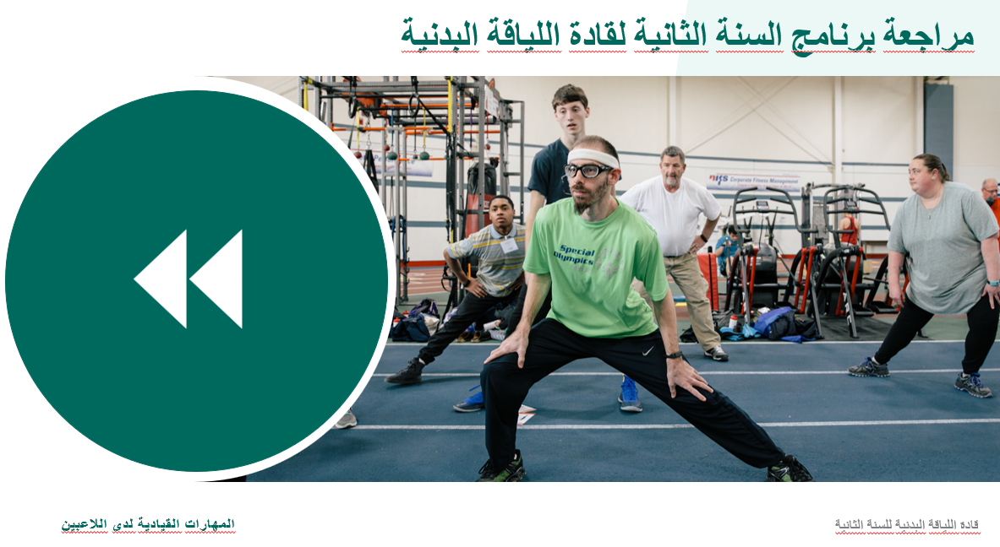 مراجعة برنامج السنة الثانية لقادة اللياقة البدنية
Corporate Fitness Management
Special
Olympics
قادة اللياقة البدنية للسنة الثانية
المهارات القيادية لدى اللاعبين